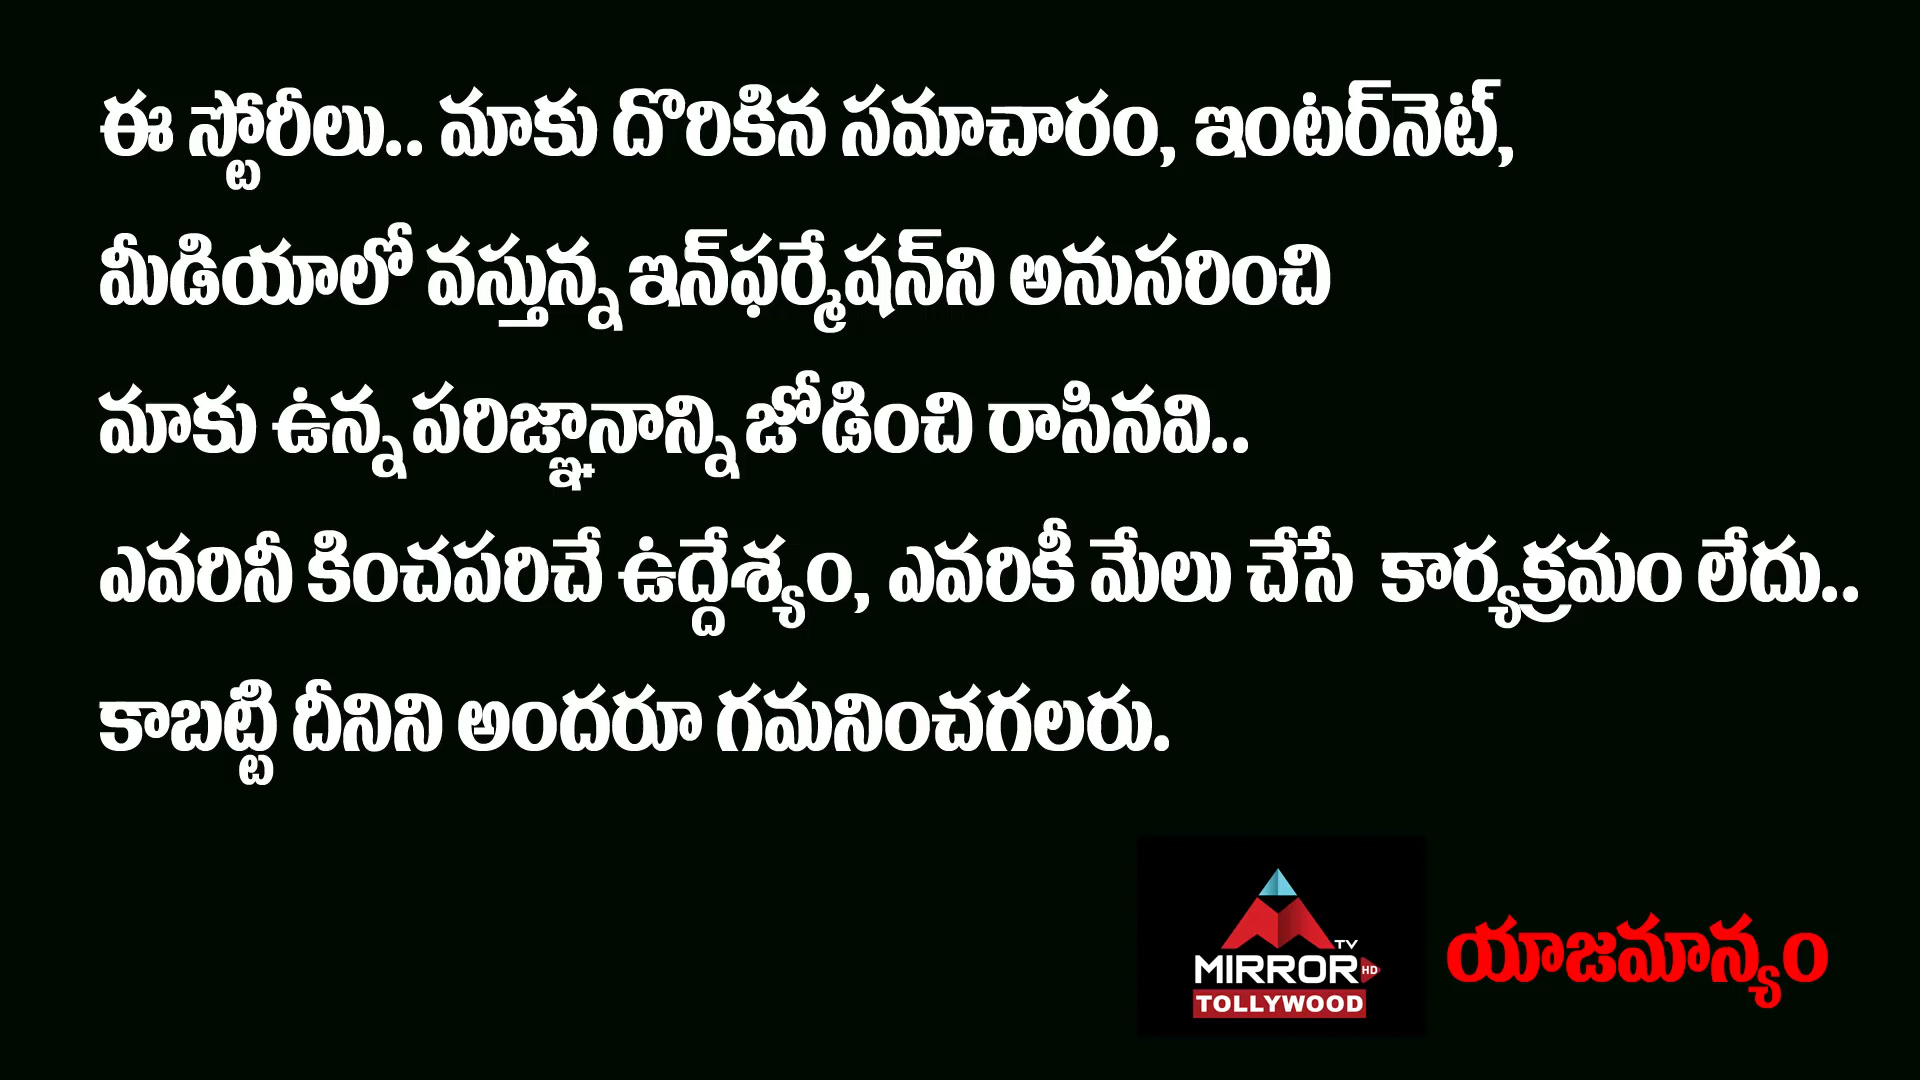 ఈ స్టోరీలు.. మాకు దొరికిన సమాచారం, ఇంటర్‌నెట్,
మీడియాలో వస్తున్న ఇన్‌ఫర్మేషన్‌ని అనుసరించి
మాకు ఉన్న పరిజ్ఞానాన్ని జోడించి రాసినవి..
ఎవరినీ కించపరిచే ఉద్దేశ్యం, ఎవరికీ మేలు చేసే కార్యక్రమం లేదు..
కాబట్టి దీనిని అందరూ గమనించగలరు.
TV
MIRROR HD
TOLLYWOOD
యాజమాన్యం